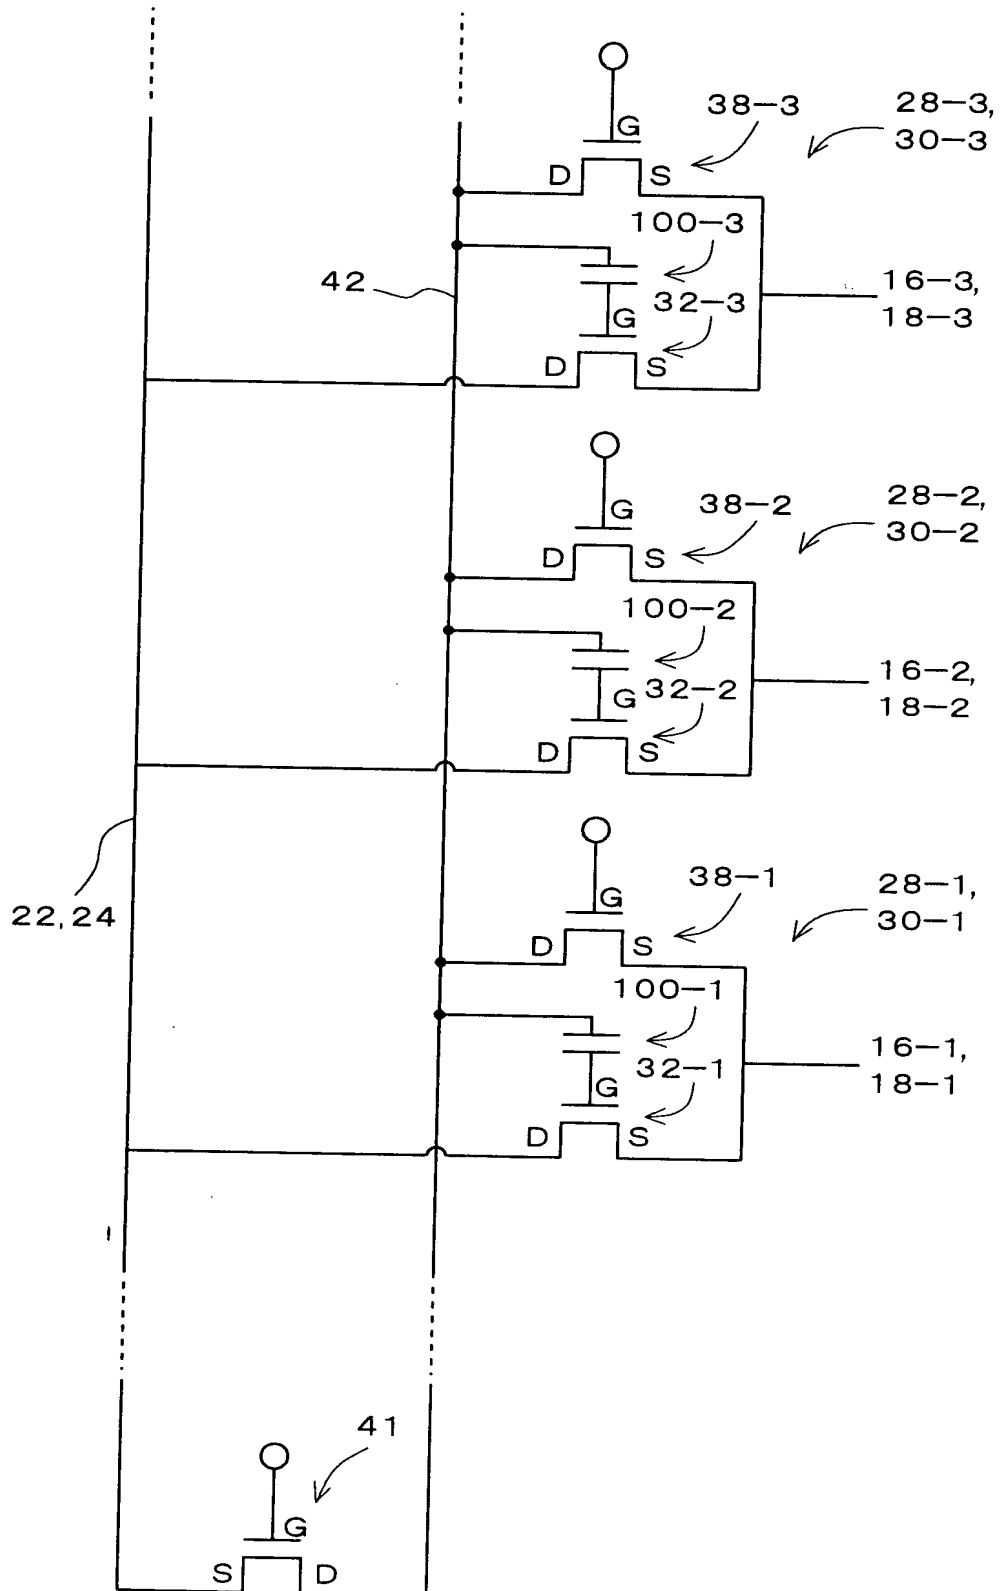 G
38-3
28-3,
30-3
D
S
100-3
42
16-3,
18-3
32-3
G
D
S
G
38-2
28-2,
30-2
D
S
100-2
16-2,
18-2
32-2
G
D
S
22,24
G
38-1
28-1,
30-1
D
S
100-1
16-1,
18-1
32-1
G
D
S
41
G
S
D